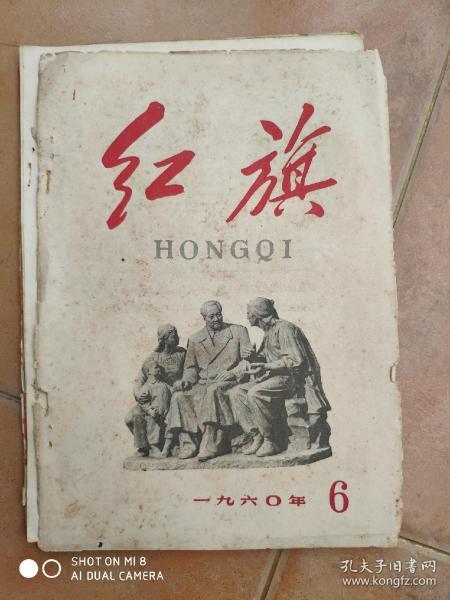 红旗
HONGQI
一九六〇年 6
SHOT ON MI 8
AI DUAL CAMERA
孔夫子旧书网
www.kongfz.com